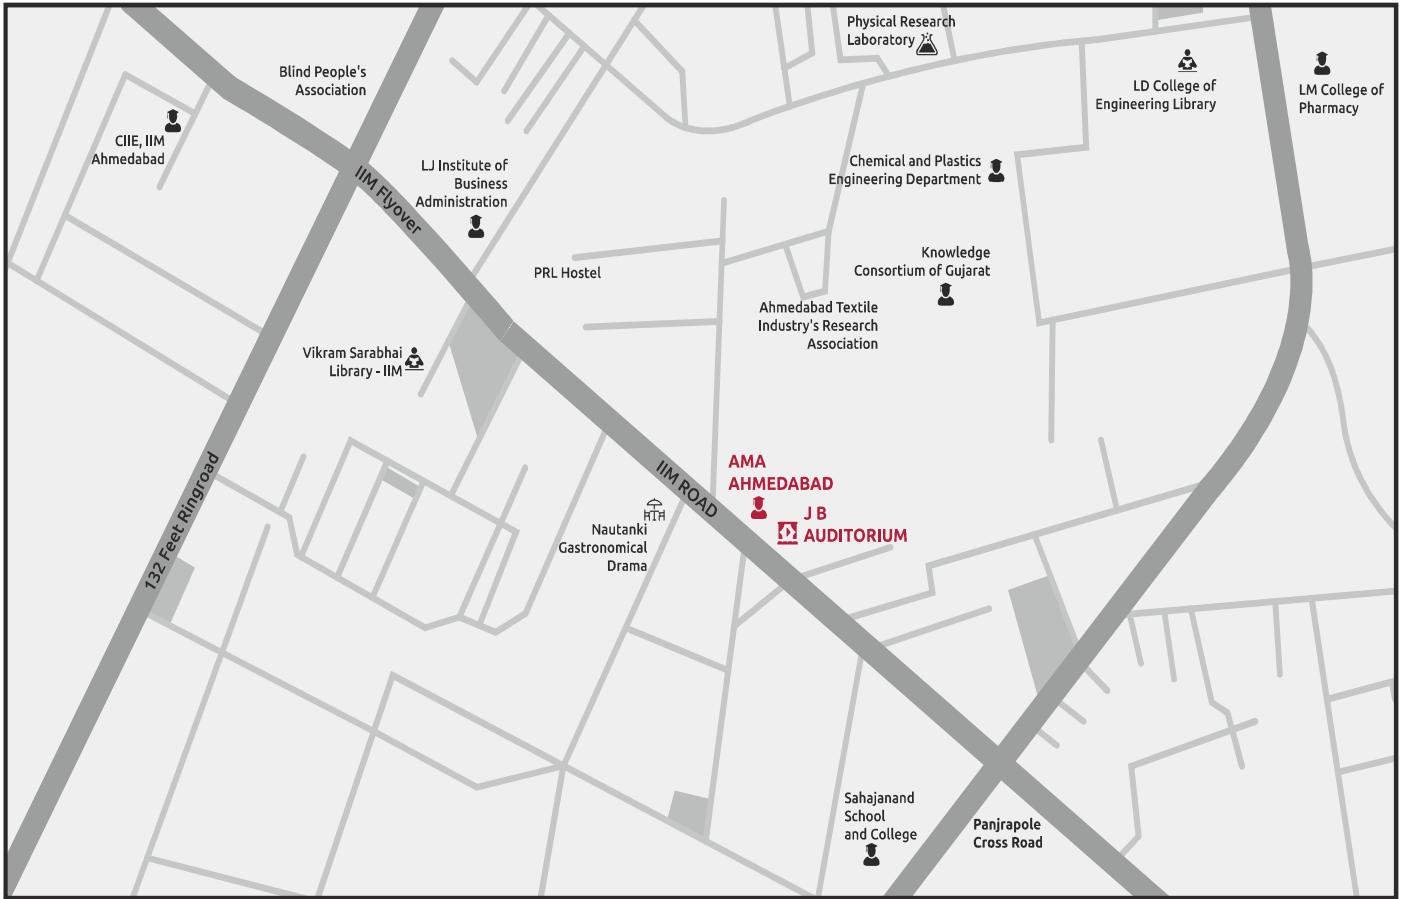 Physical Research
Laboratory
Blind People's
Association
LD College of
Engineering Library
LM College of
Pharmacy
CIIE, IIM
Ahmedabad
LJ Institute of
Business
Administration
IIM Flyover
Chemical and Plastics
Engineering Department
PRL Hostel
Knowledge
Consortium of Gujarat
Ahmedabad Textile
Industry's Research
Association
Vikram Sarabhai
Library - IIM
132 Feet Ringroad
IIM ROAD
AMA
AHMEDABAD
J B
AUDITORIUM
Nautanki
Gastronomical
Drama
Sahajanand
School
and College
Panjrapole
Cross Road